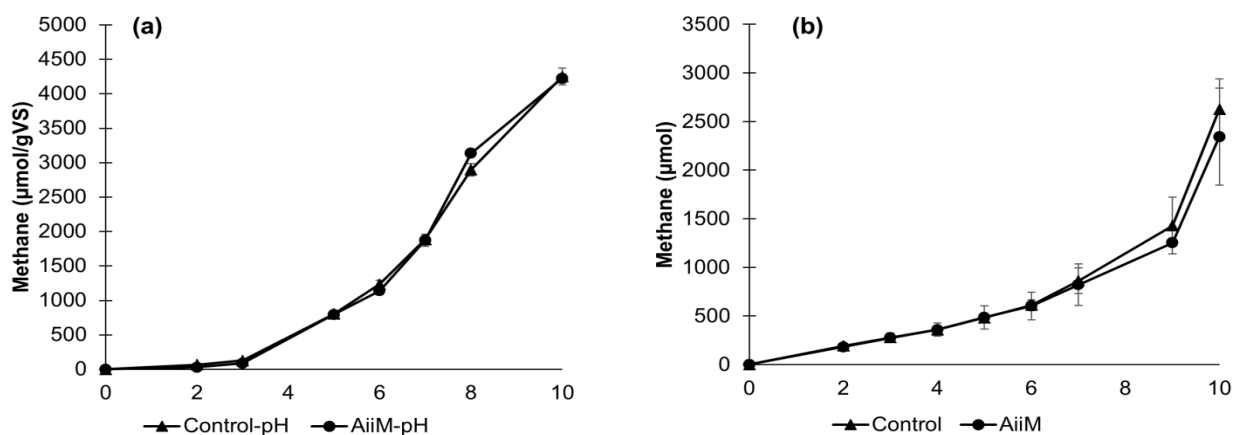 (a)
Methane (µmol/gVS)
5000
4500
4000
3500
3000
2500
2000
1500
1000
500
0
0 2 4 6 8 10
Control-pH AiiM-pH
(b)
Methane (µmol)
3500
3000
2500
2000
1500
1000
500
0
0 2 4 6 8 10
Control AiiM